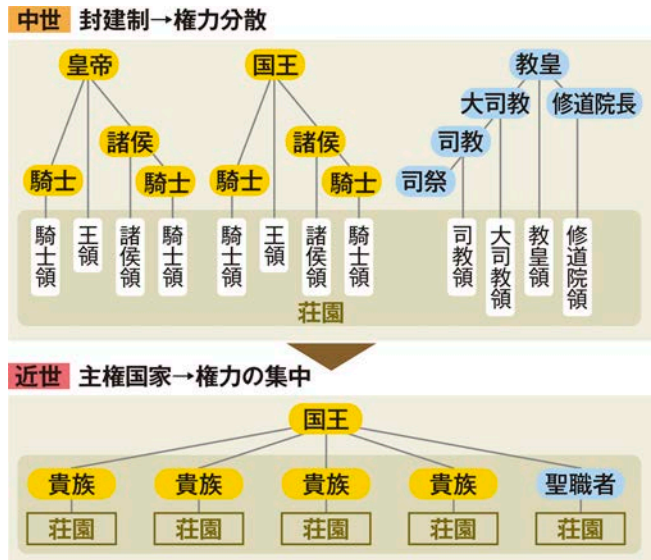 中世 封建制→権力分散
皇帝 国王 教皇
大司教 修道院長
諸侯 諸侯 司教
騎士 騎士 騎士 騎士 司祭
騎士領 王領 諸侯領 騎士領 騎士領 王領 諸侯領 騎士領 司教領 大司教領 教皇領 修道院領
荘園
近世 主権国家→権力の集中
国王
貴族 貴族 貴族 貴族 聖職者
荘園 荘園 荘園 荘園 荘園